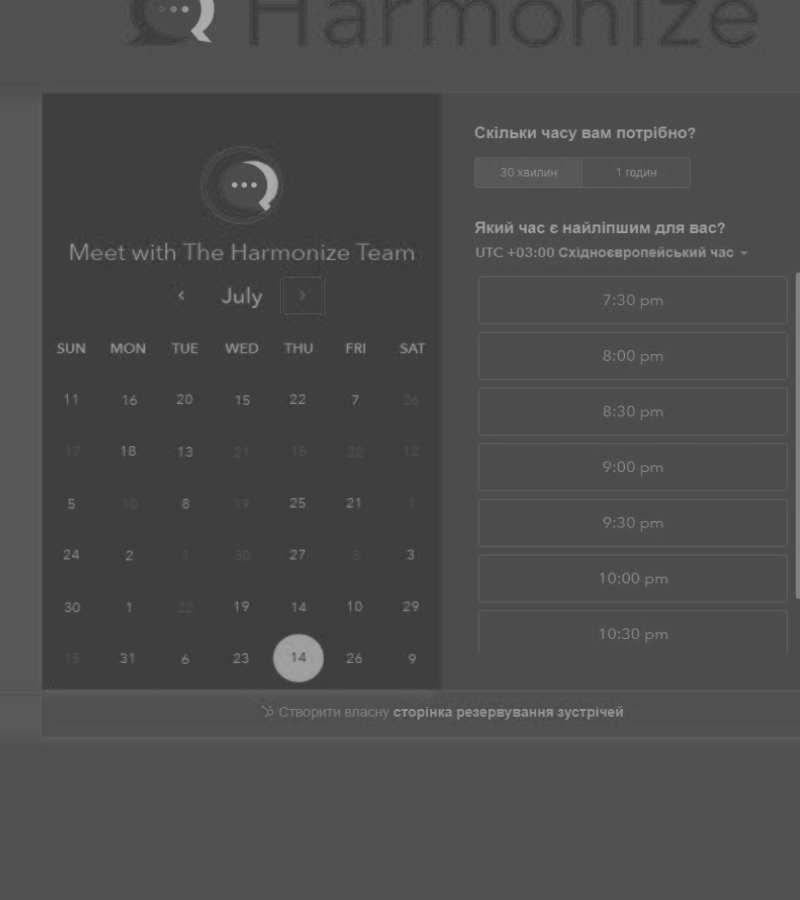 Harmonize
Meet with The Harmonize Team
July
SUN MON TUE WED THU FRI SAT
11 16 20 15 22 7 26
17 18 13 21 15 22 12
5 10 8 19 25 21 1
24 2 1 30 27 3 3
30 1 22 19 14 10 29
15 31 6 23 14 26 9
Скільки часу вам потрібно?
30 хвилин 1 годин
Який час є найліпшим для вас?
UTC +03:00 Східноєвропейський час
7:30 pm
8:00 pm
8:30 pm
9:00 pm
9:30 pm
10:00 pm
10:30 pm
Створити власну сторінка резервування зустрічей